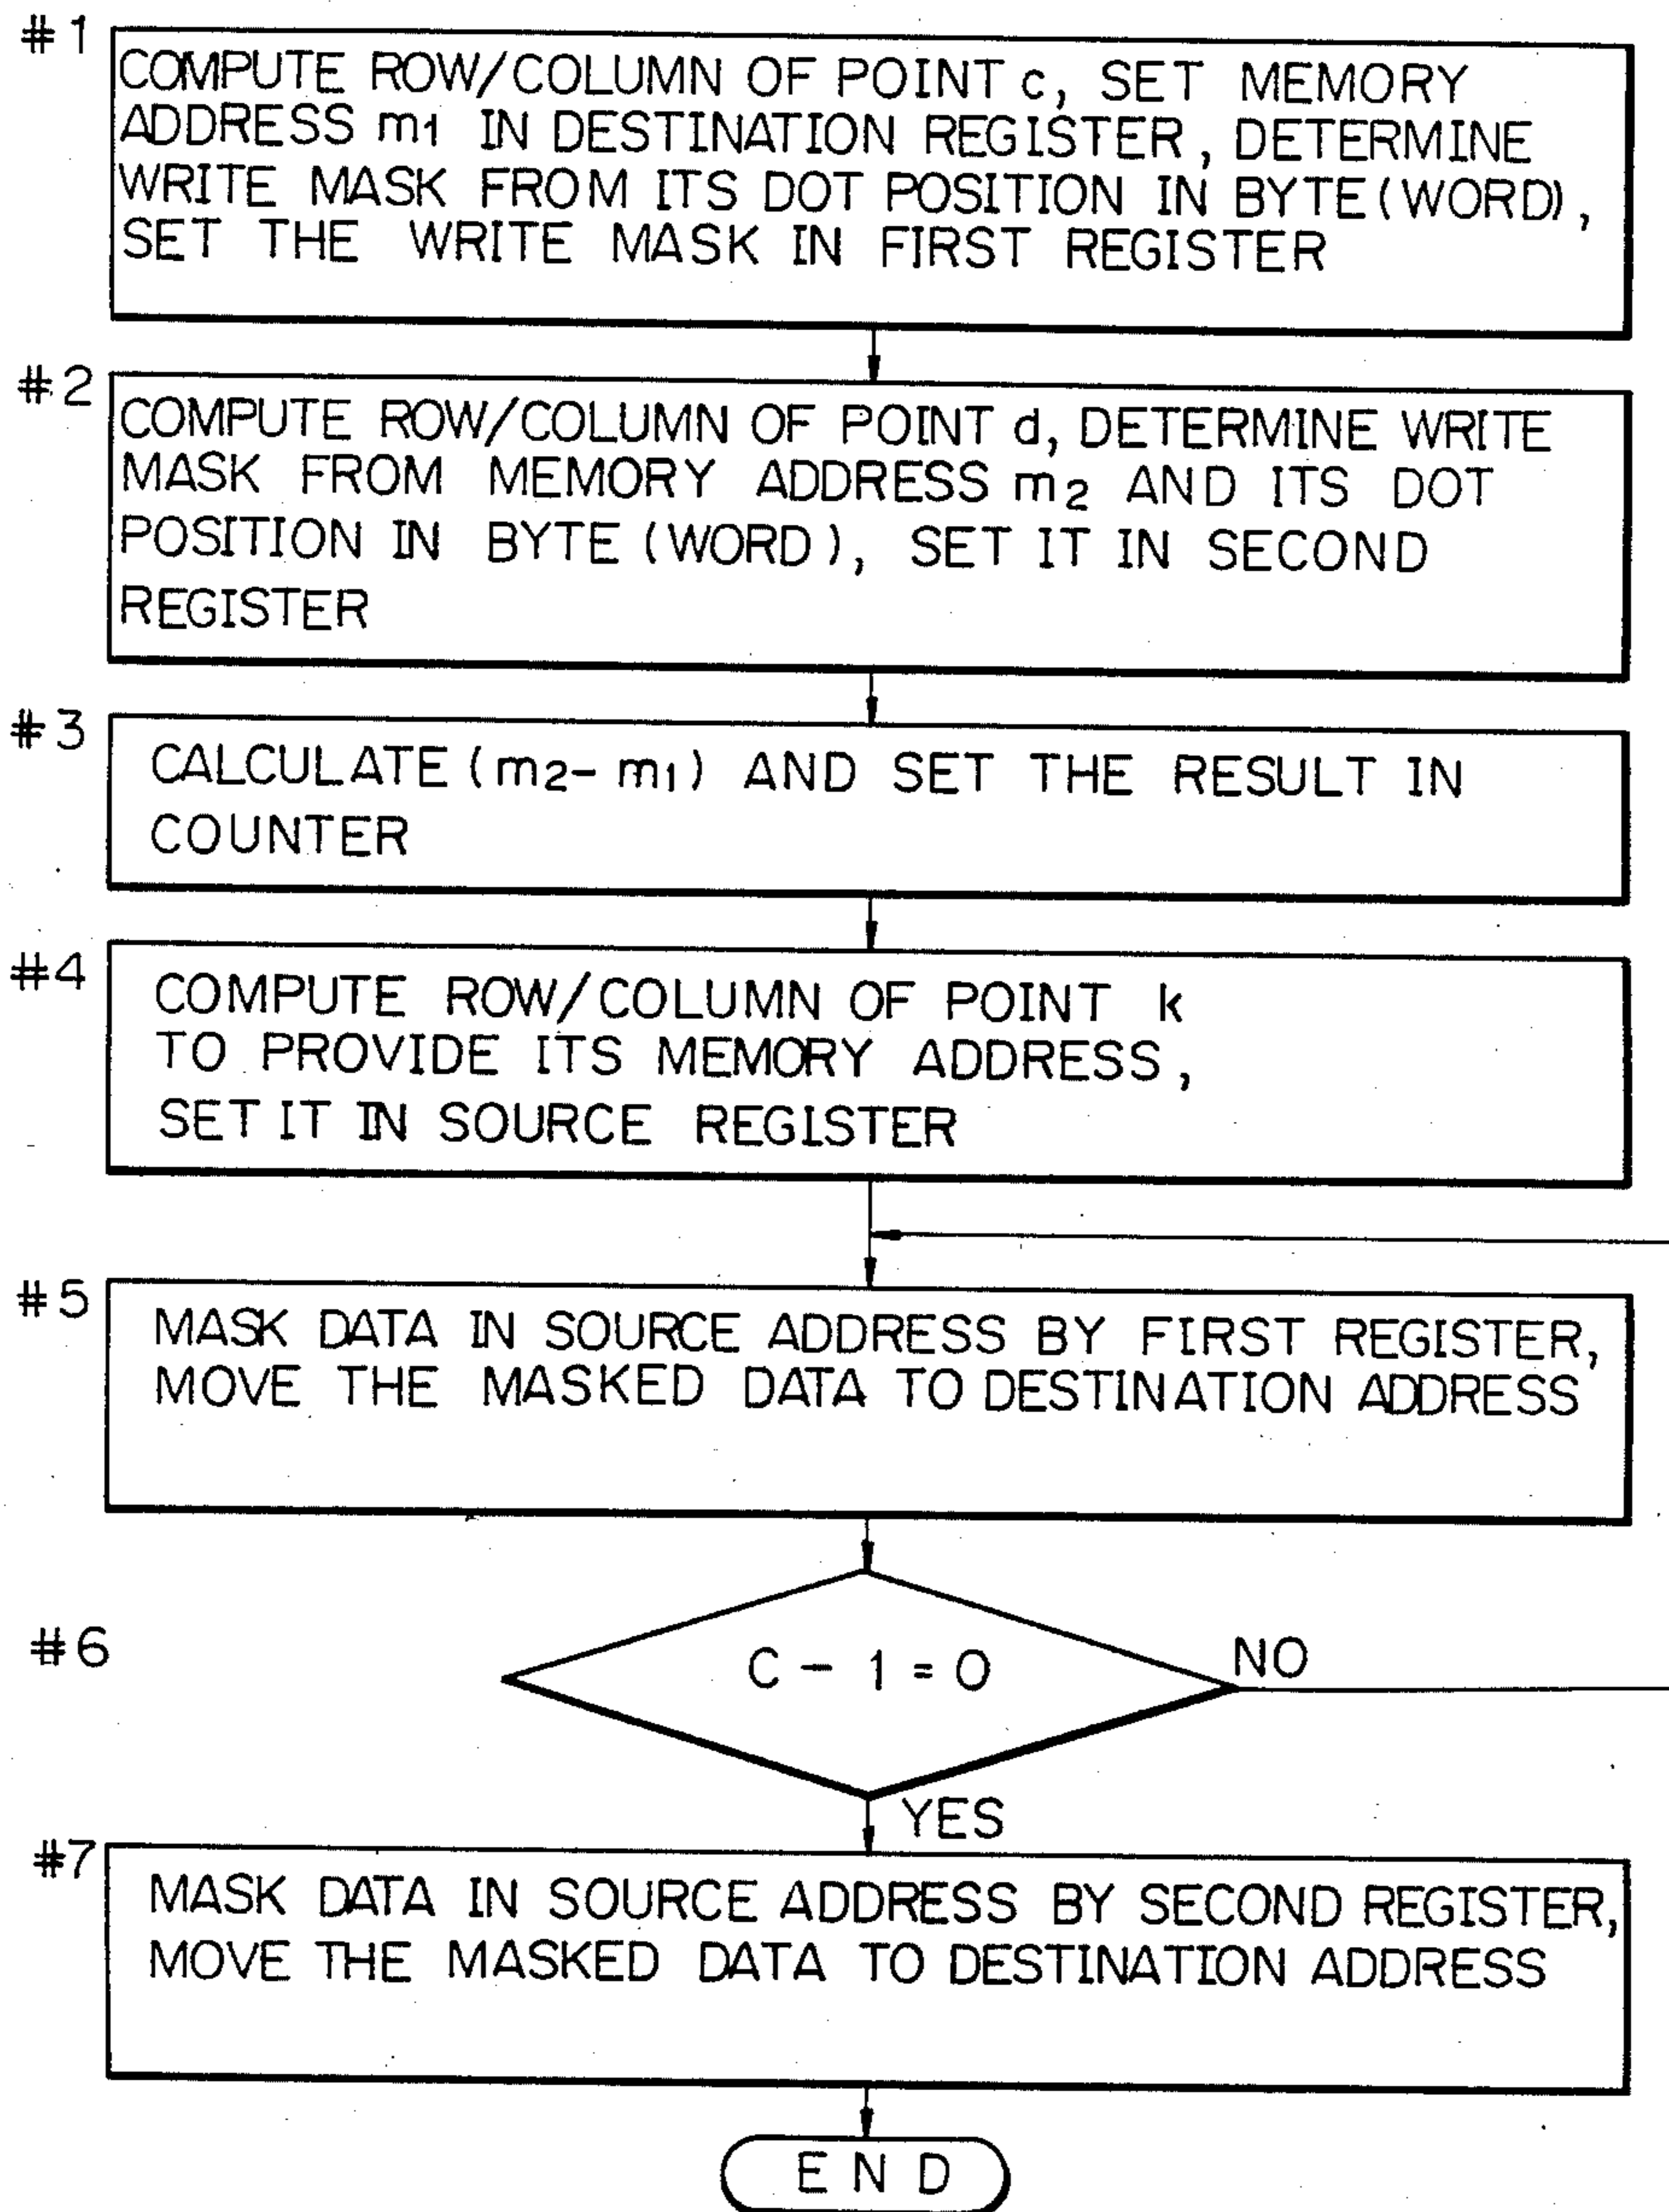 #1
COMPUTE ROW/COLUMN OF POINT c, SET MEMORY
ADDRESS m1 IN DESTINATION REGISTER, DETERMINE
WRITE MASK FROM ITS DOT POSITION IN BYTE(WORD),
SET THE WRITE MASK IN FIRST REGISTER
#2
COMPUTE ROW/COLUMN OF POINT d, DETERMINE WRITE
MASK FROM MEMORY ADDRESS m2 AND ITS DOT
POSITION IN BYTE (WORD), SET IT IN SECOND
REGISTER
#3
CALCULATE (m2- m1) AND SET THE RESULT IN
COUNTER
#4
COMPUTE ROW/COLUMN OF POINT k
TO PROVIDE ITS MEMORY ADDRESS,
SET IT IN SOURCE REGISTER
#5
MASK DATA IN SOURCE ADDRESS BY FIRST REGISTER,
MOVE THE MASKED DATA TO DESTINATION ADDRESS
#6
C - 1 = 0
NO
YES
#7
MASK DATA IN SOURCE ADDRESS BY SECOND REGISTER,
MOVE THE MASKED DATA TO DESTINATION ADDRESS
END